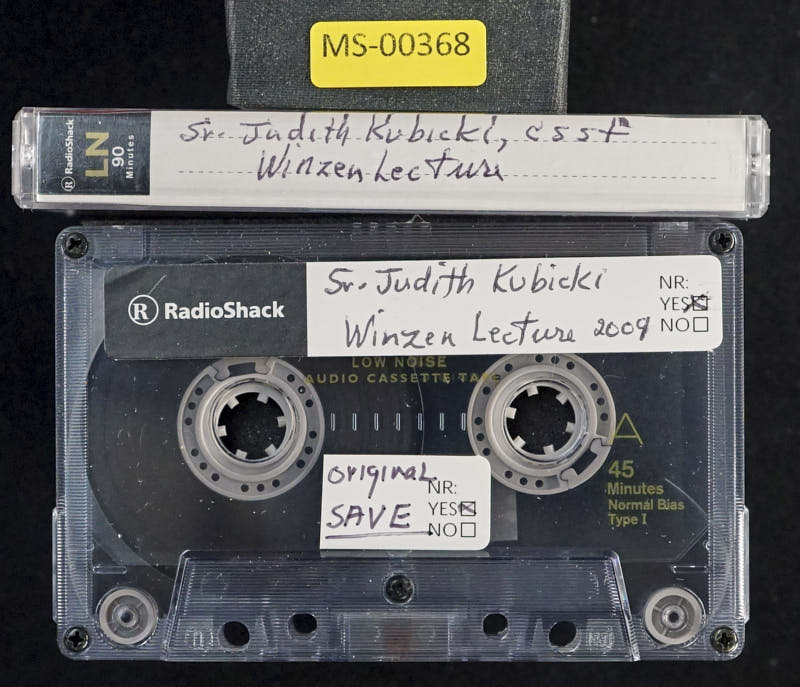 MS-00368
RadioShack
LN
90
Minutes
Sr. Judith Kubicki, cssf
Winzen Lecture
RadioShack
Sr. Judith Kubicki
Winzen Lecture 2009
NR:
YES
NO
LOW NOISE
AUDIO CASSETTE TAPE
A
45
Minutes
Normal Bias
Type I
original
SAVE
NR:
YES
NO